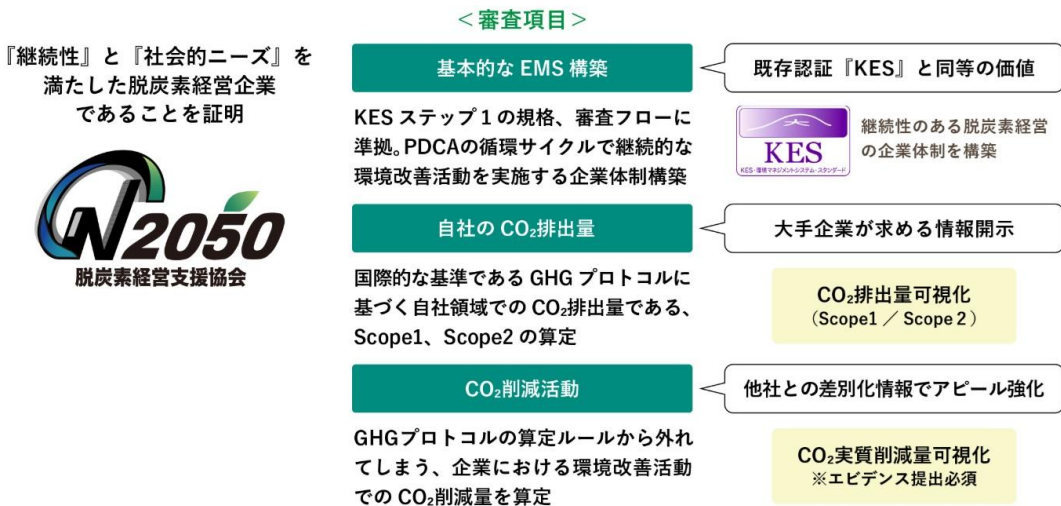 ＜審査項目＞
『継続性』と『社会的ニーズ』を
満たした脱炭素経営企業
であることを証明
CN2050
脱炭素経営支援協会
基本的な EMS 構築
KES ステップ 1 の規格、審査フローに
準拠。PDCAの循環サイクルで継続的な
環境改善活動を実施する企業体制構築
既存認証『KES』と同等の価値
KES
KES・環境マネジメントシステム・スタンダード
継続性のある脱炭素経営
の企業体制を構築
自社の CO₂排出量
国際的な基準である GHG プロトコルに
基づく自社領域での CO₂排出量である、
Scope1、Scope2 の算定
大手企業が求める情報開示
CO₂排出量可視化
（Scope1 ／ Scope 2 ）
CO₂削減活動
GHGプロトコルの算定ルールから外れ
てしまう、企業における環境改善活動
での CO₂削減量を算定
他社との差別化情報でアピール強化
CO₂実質削減量可視化
※エビデンス提出必須